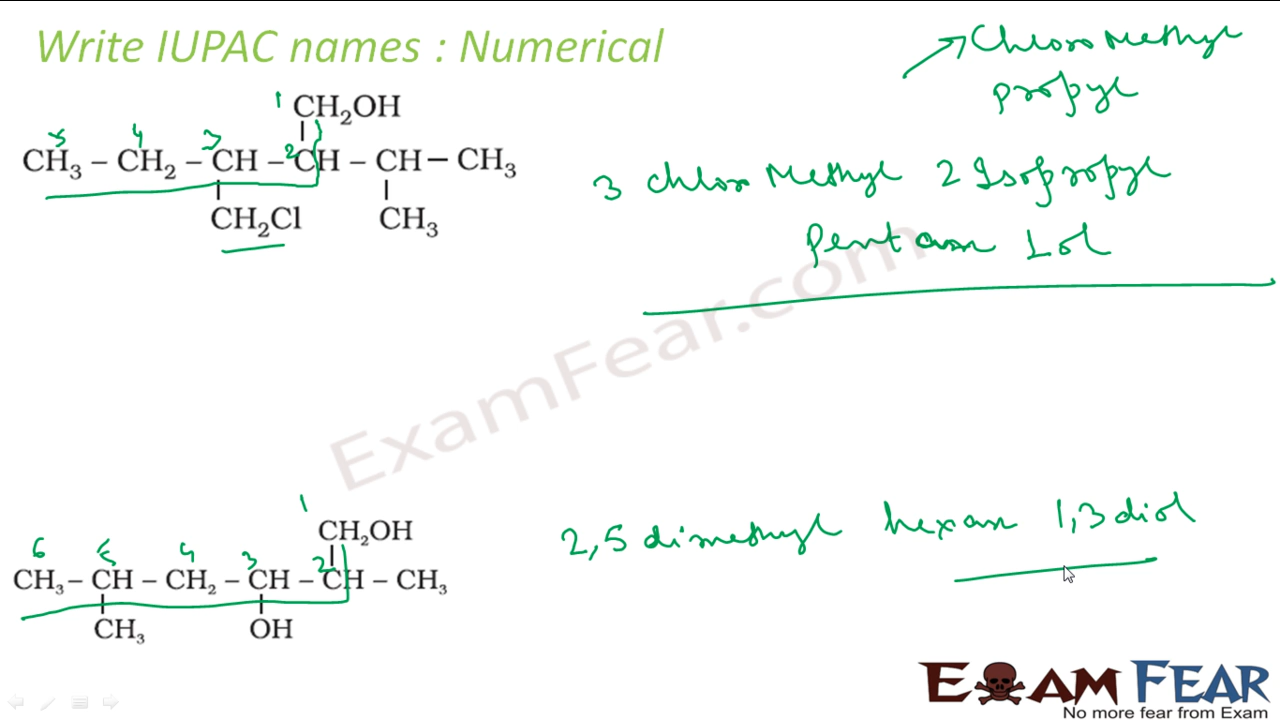 Write IUPAC names : Numerical
Chloro Methyl
propyl
1 CH₂OH
5 4 3 2
CH₃ – CH₂ – CH – CH – CH – CH₃
CH₂Cl CH₃
3 chloro Methyl 2 Isopropyl
pentan 1ol
ExamFear.com
1
CH₂OH
6 5 4 3 2
CH₃ – CH – CH₂ – CH – CH – CH₃
CH₃ OH
2,5 dimethyl hexan 1,3 diol
EXAM FEAR
No more fear from Exam